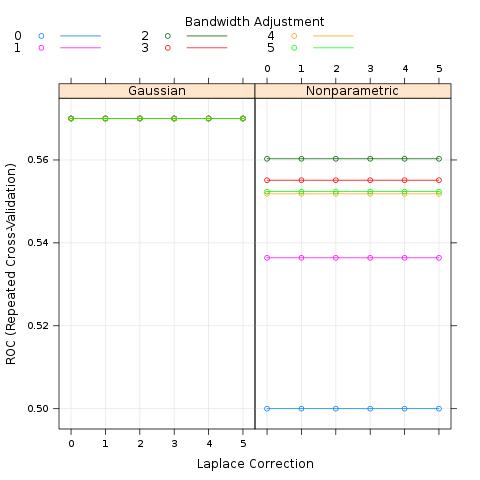 Bandwidth Adjustment
0 2 4
1 3 5
0 1 2 3 4 5
Gaussian Nonparametric
0.56
0.54
0.52
0.50
ROC (Repeated Cross-Validation)
0 1 2 3 4 5
Laplace Correction